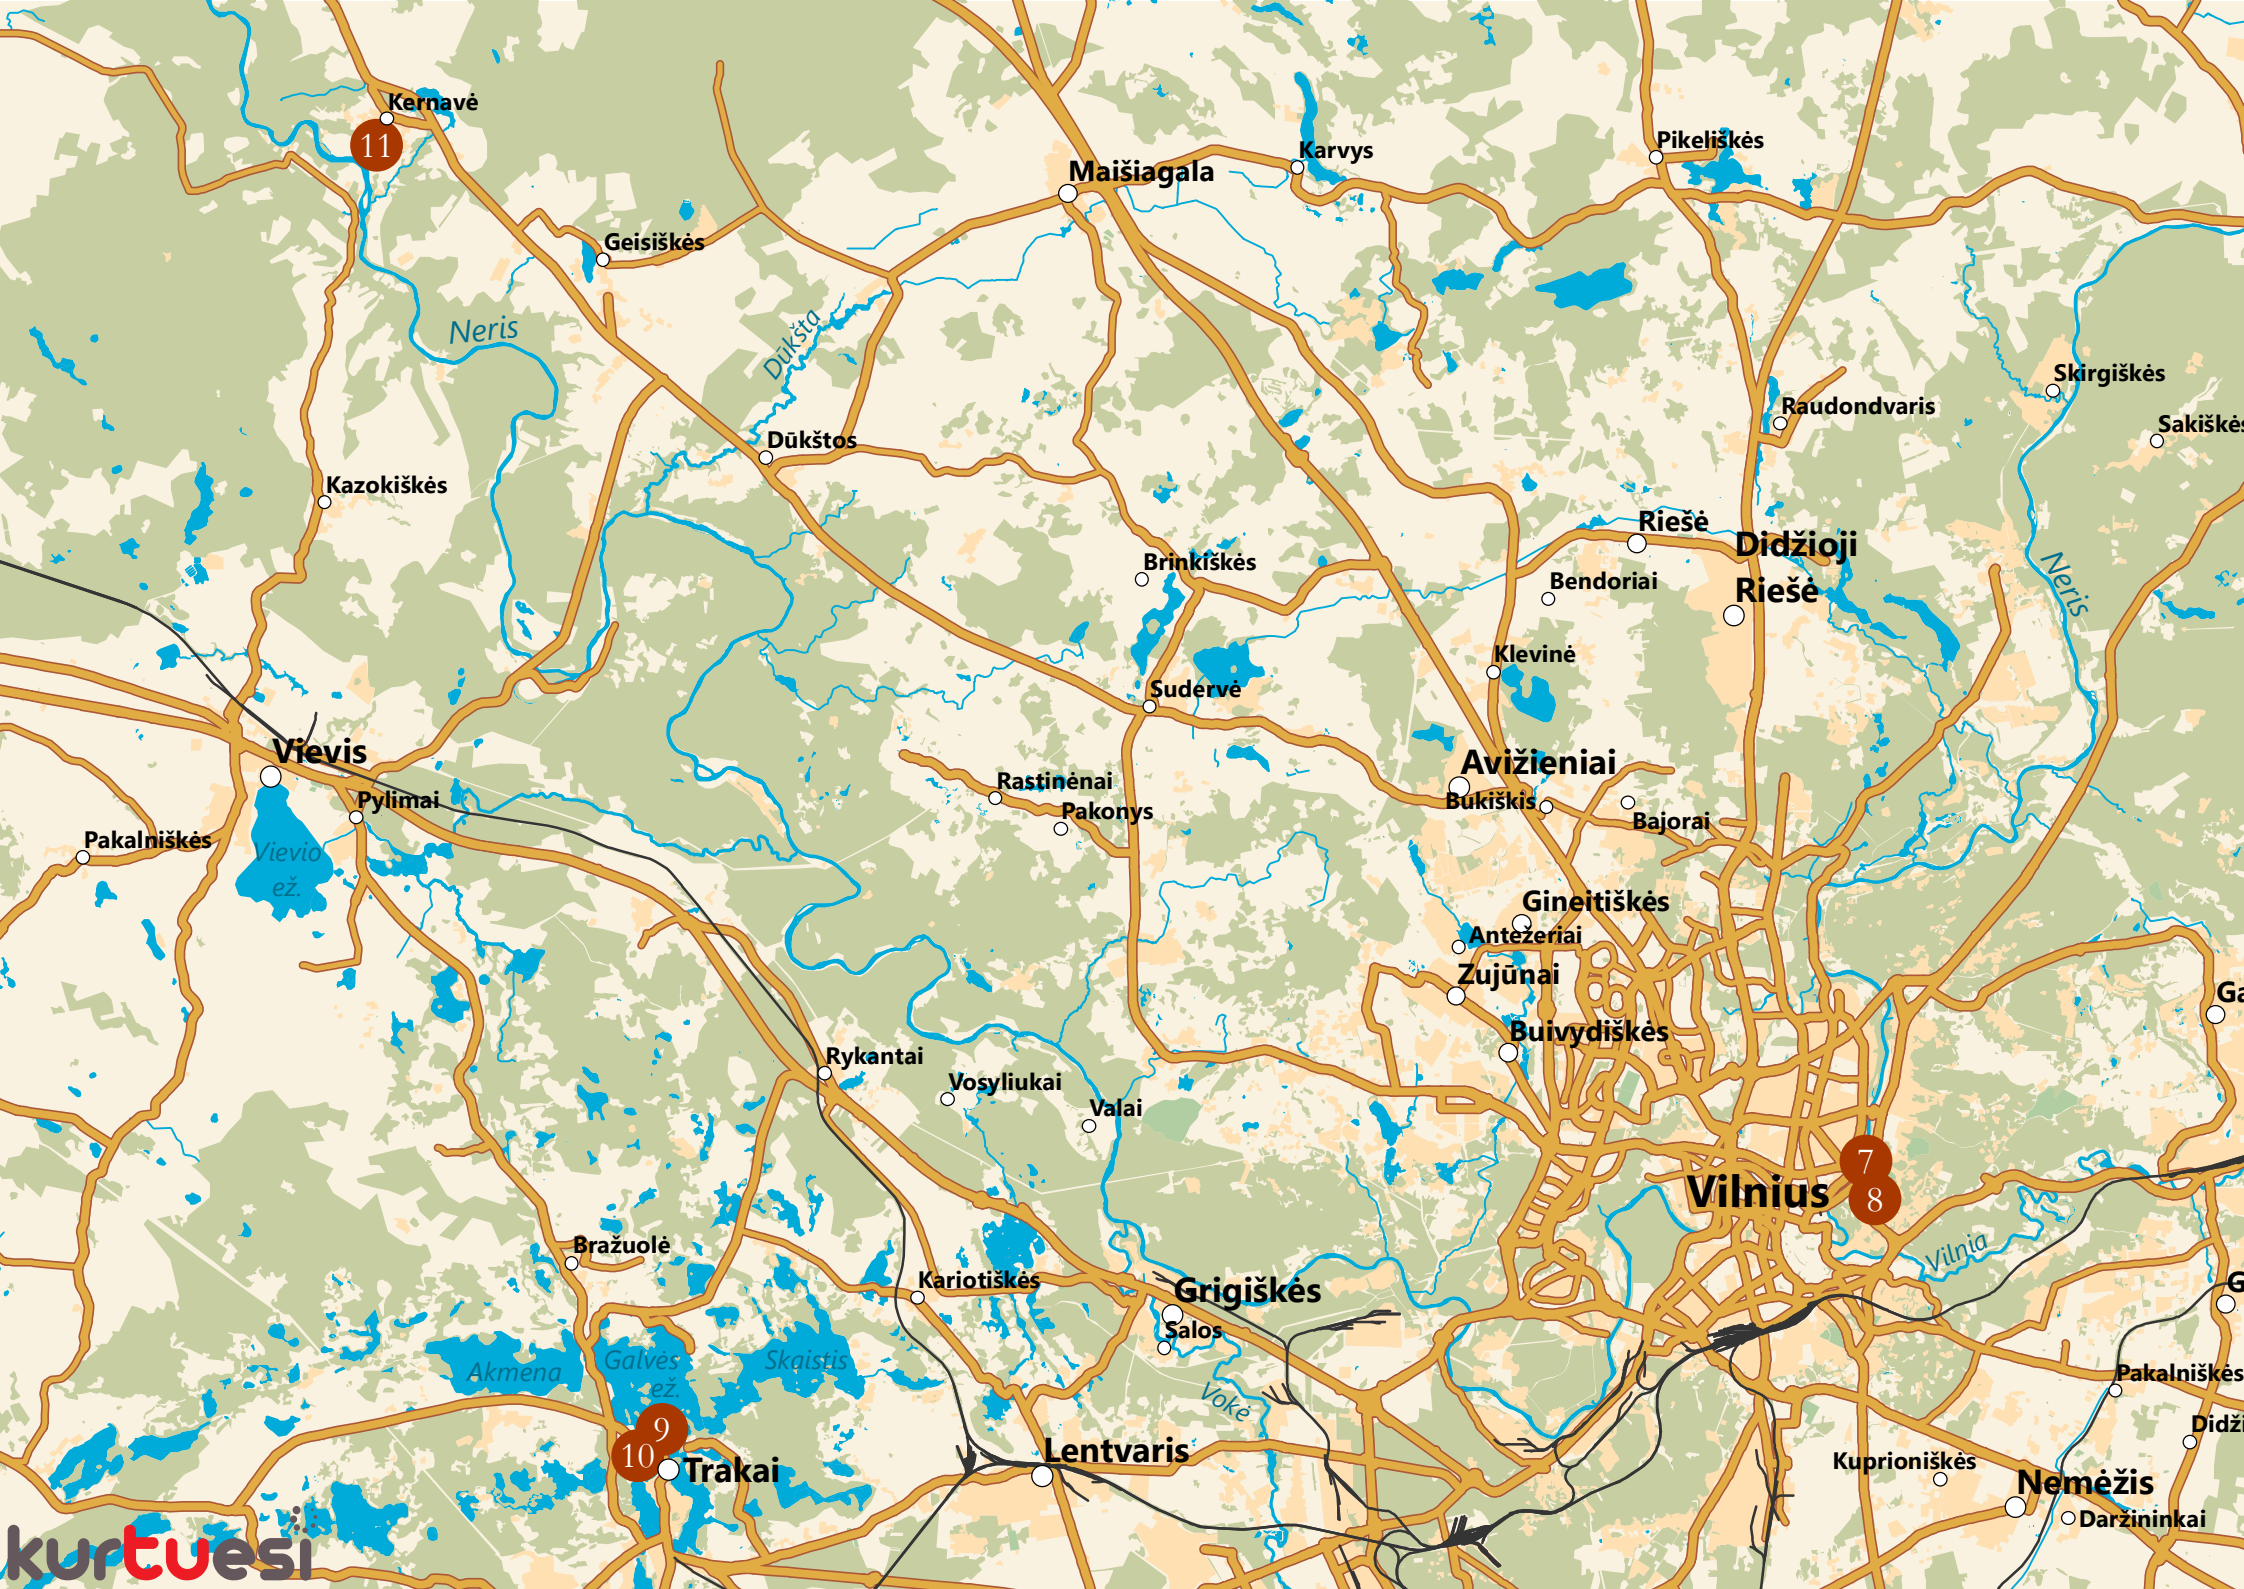 Kernavė
11
Pikeliškės
Karvys
Maišiagala
Geisiškės
Neris
Dūkšta
Skirgiškės
Raudondvaris
Dūkštos
Kazokiškės
Riešė
Didžioji
Riešė
Brinkiškės
Bendoriai
Neris
Klevinė
Sudervė
Vievis
Avižieniai
Rastinėnai
Pylimai
Bukiškis
Pakonys
Bajorai
Pakalniškės
Vievio
ež.
Gineitiškės
Antežeriai
Zujūnai
Buivydiškės
Rykantai
Vosyliukai
Valai
7
Vilnius
8
Bražuolė
Vilnia
Kariotiškės
Grigiškės
Salos
Galvės
ež.
Skaistis
Akmena
Pakalniškės
Vokė
9
10
Trakai
Lentvaris
Kuprioniškės
Nemėžis
Daržininkai
kurtuesi